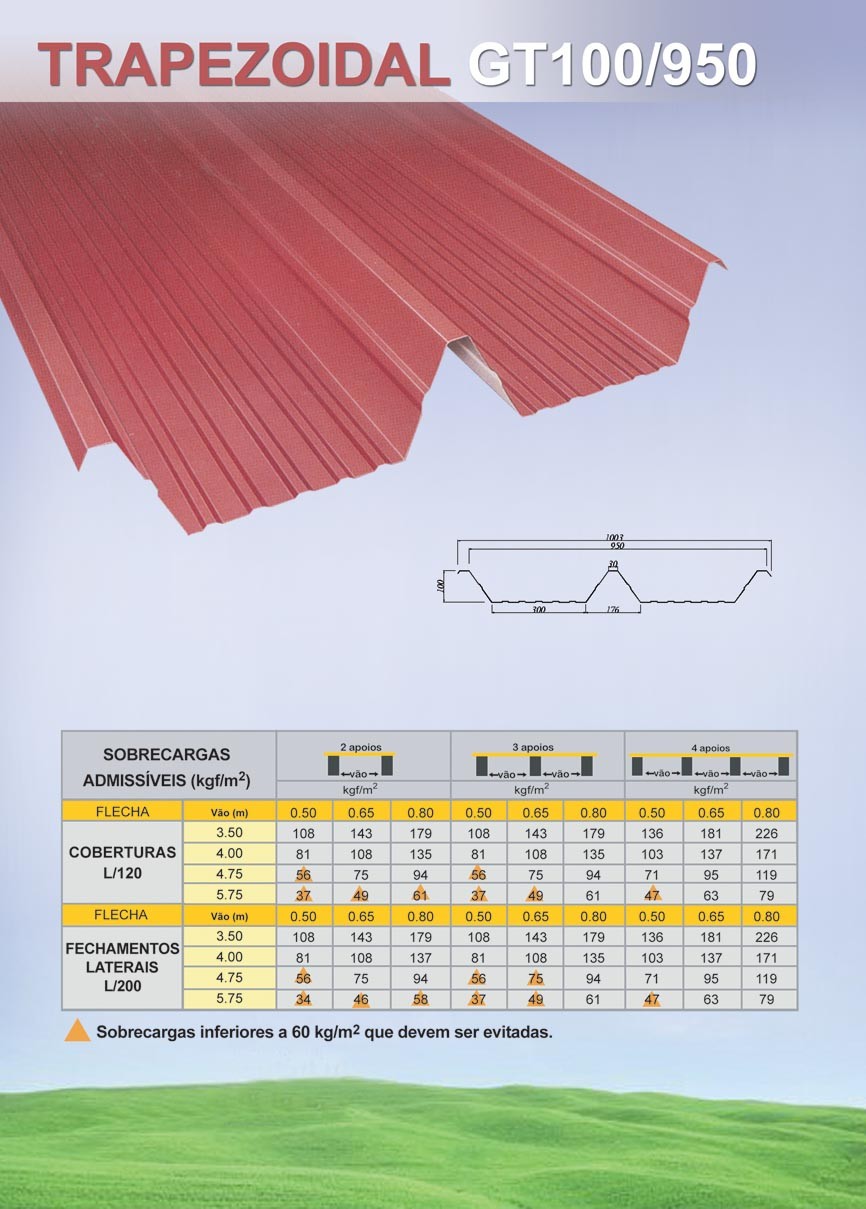 TRAPEZOIDAL GT100/950
1003
950
30
100
300 176
SOBRECARGAS
ADMISSÍVEIS (kgf/m²)
2 apoios 3 apoios 4 apoios
vão vão vão vão vão vão
kgf/m² kgf/m² kgf/m²
FLECHA Vão (m) 0.50 0.65 0.80 0.50 0.65 0.80 0.50 0.65 0.80
COBERTURAS
L/120
3.50 108 143 179 108 143 179 136 181 226
4.00 81 108 135 81 108 135 103 137 171
4.75 56 75 94 56 75 94 71 95 119
5.75 37 49 61 37 49 61 47 63 79
FLECHA Vão (m) 0.50 0.65 0.80 0.50 0.65 0.80 0.50 0.65 0.80
FECHAMENTOS
LATERAIS
L/200
3.50 108 143 179 108 143 179 136 181 226
4.00 81 108 137 81 108 135 103 137 171
4.75 56 75 94 56 75 94 71 95 119
5.75 34 46 58 37 49 61 47 63 79
Sobrecargas inferiores a 60 kg/m² que devem ser evitadas.